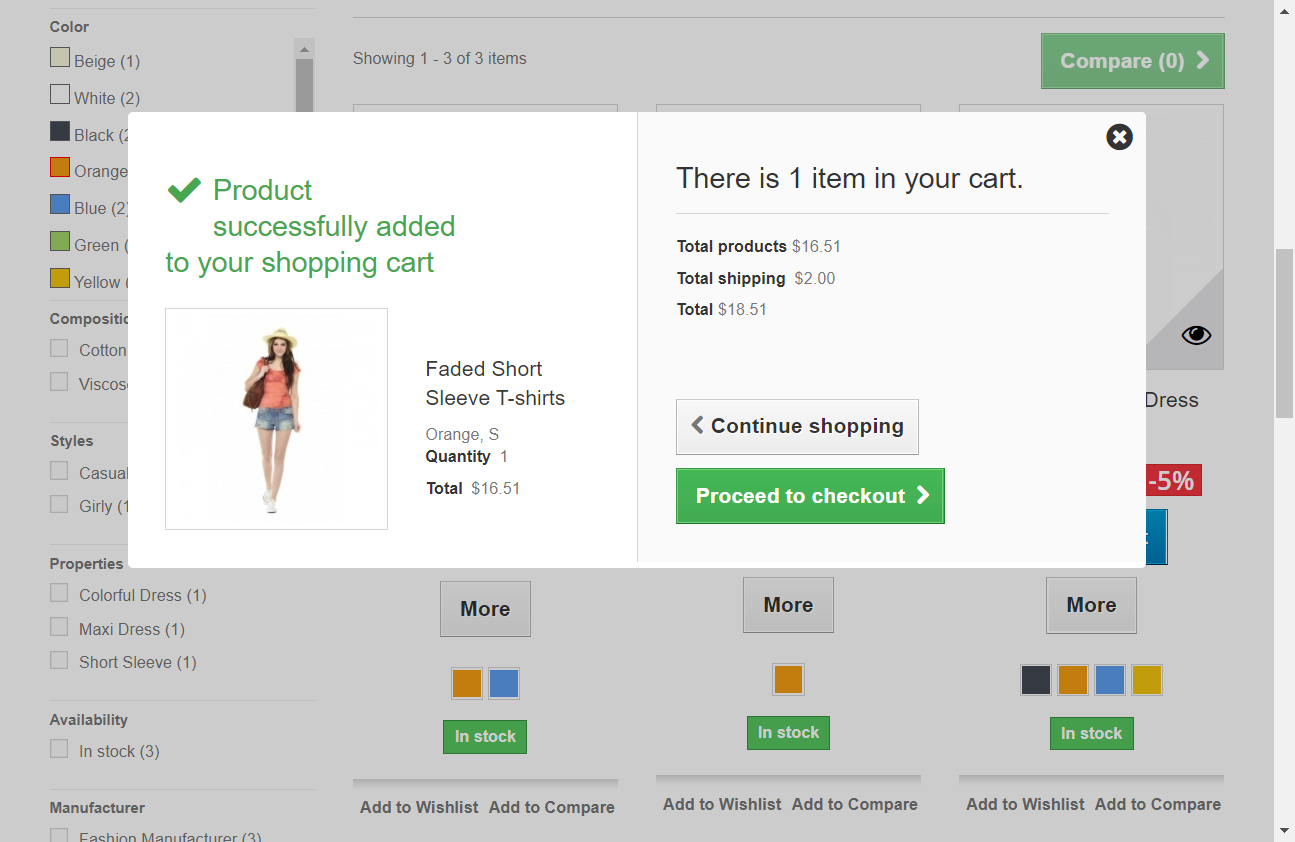 Color
Beige (1)
White (2)
Black (2
Orange
Blue (2)
Green (
Yellow (
Compositio
Cotton
Viscose
Styles
Casual
Girly (1
Properties
Colorful Dress (1)
Maxi Dress (1)
Short Sleeve (1)
Availability
In stock (3)
Manufacturer
Fashion Manufacturer (3)
Showing 1 - 3 of 3 items
Compare (0)
Product
successfully added
to your shopping cart
Faded Short
Sleeve T-shirts
Orange, S
Quantity 1
Total $16.51
There is 1 item in your cart.
Total products $16.51
Total shipping $2.00
Total $18.51
Continue shopping
Proceed to checkout
Dress
-5%
More
More
More
In stock
In stock
In stock
Add to Wishlist Add to Compare
Add to Wishlist Add to Compare
Add to Wishlist Add to Compare